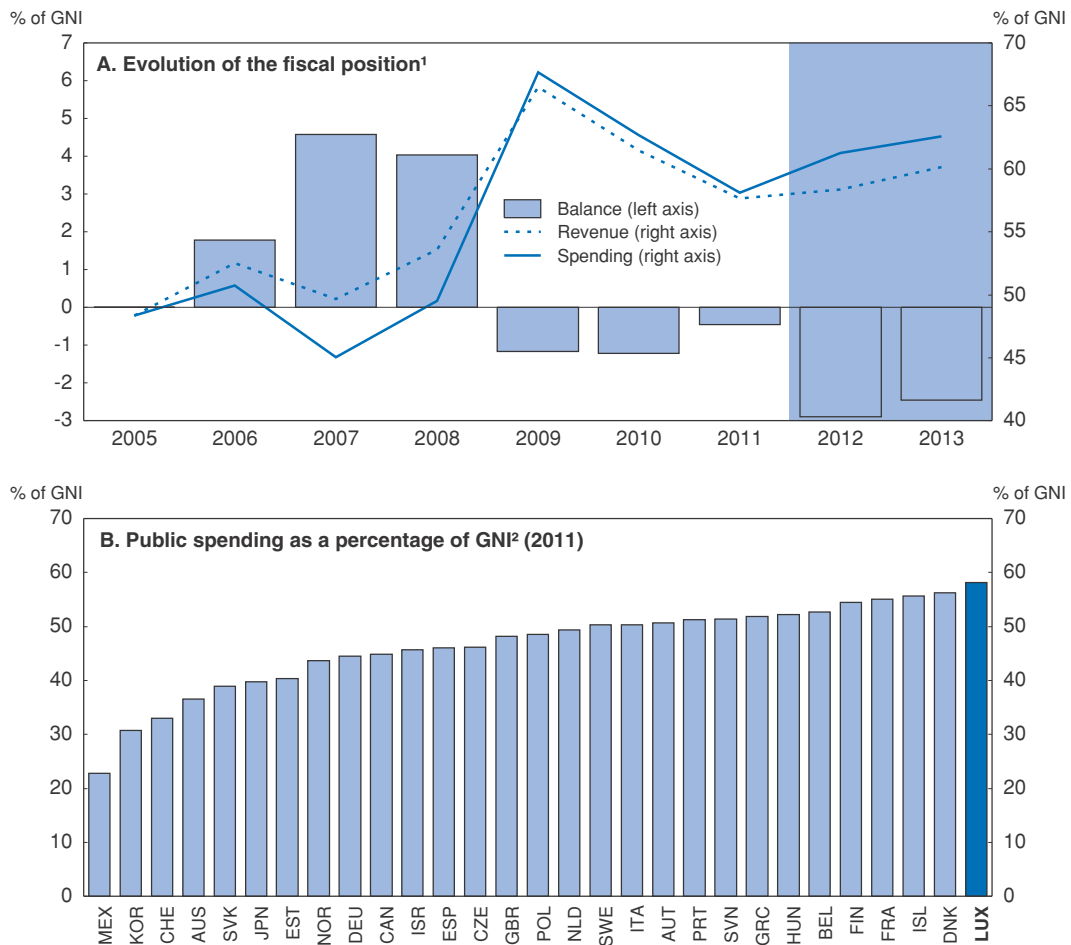 % of GNI % of GNI
7 70
A. Evolution of the fiscal position¹
6 65
5
4 60
3
Balance (left axis)
2 Revenue (right axis) 55
Spending (right axis)
1
0 50
-1 45
-2
-3 40
2005 2006 2007 2008 2009 2010 2011 2012 2013
% of GNI % of GNI
70 70
B. Public spending as a percentage of GNI² (2011)
60 60
50 50
40 40
30 30
20 20
10 10
0 0
MEX KOR CHE AUS SVK JPN EST NOR DEU CAN ISR ESP CZE GBR POL NLD SWE ITA AUT PRT SVN GRC HUN BEL FIN FRA ISL DNK LUX